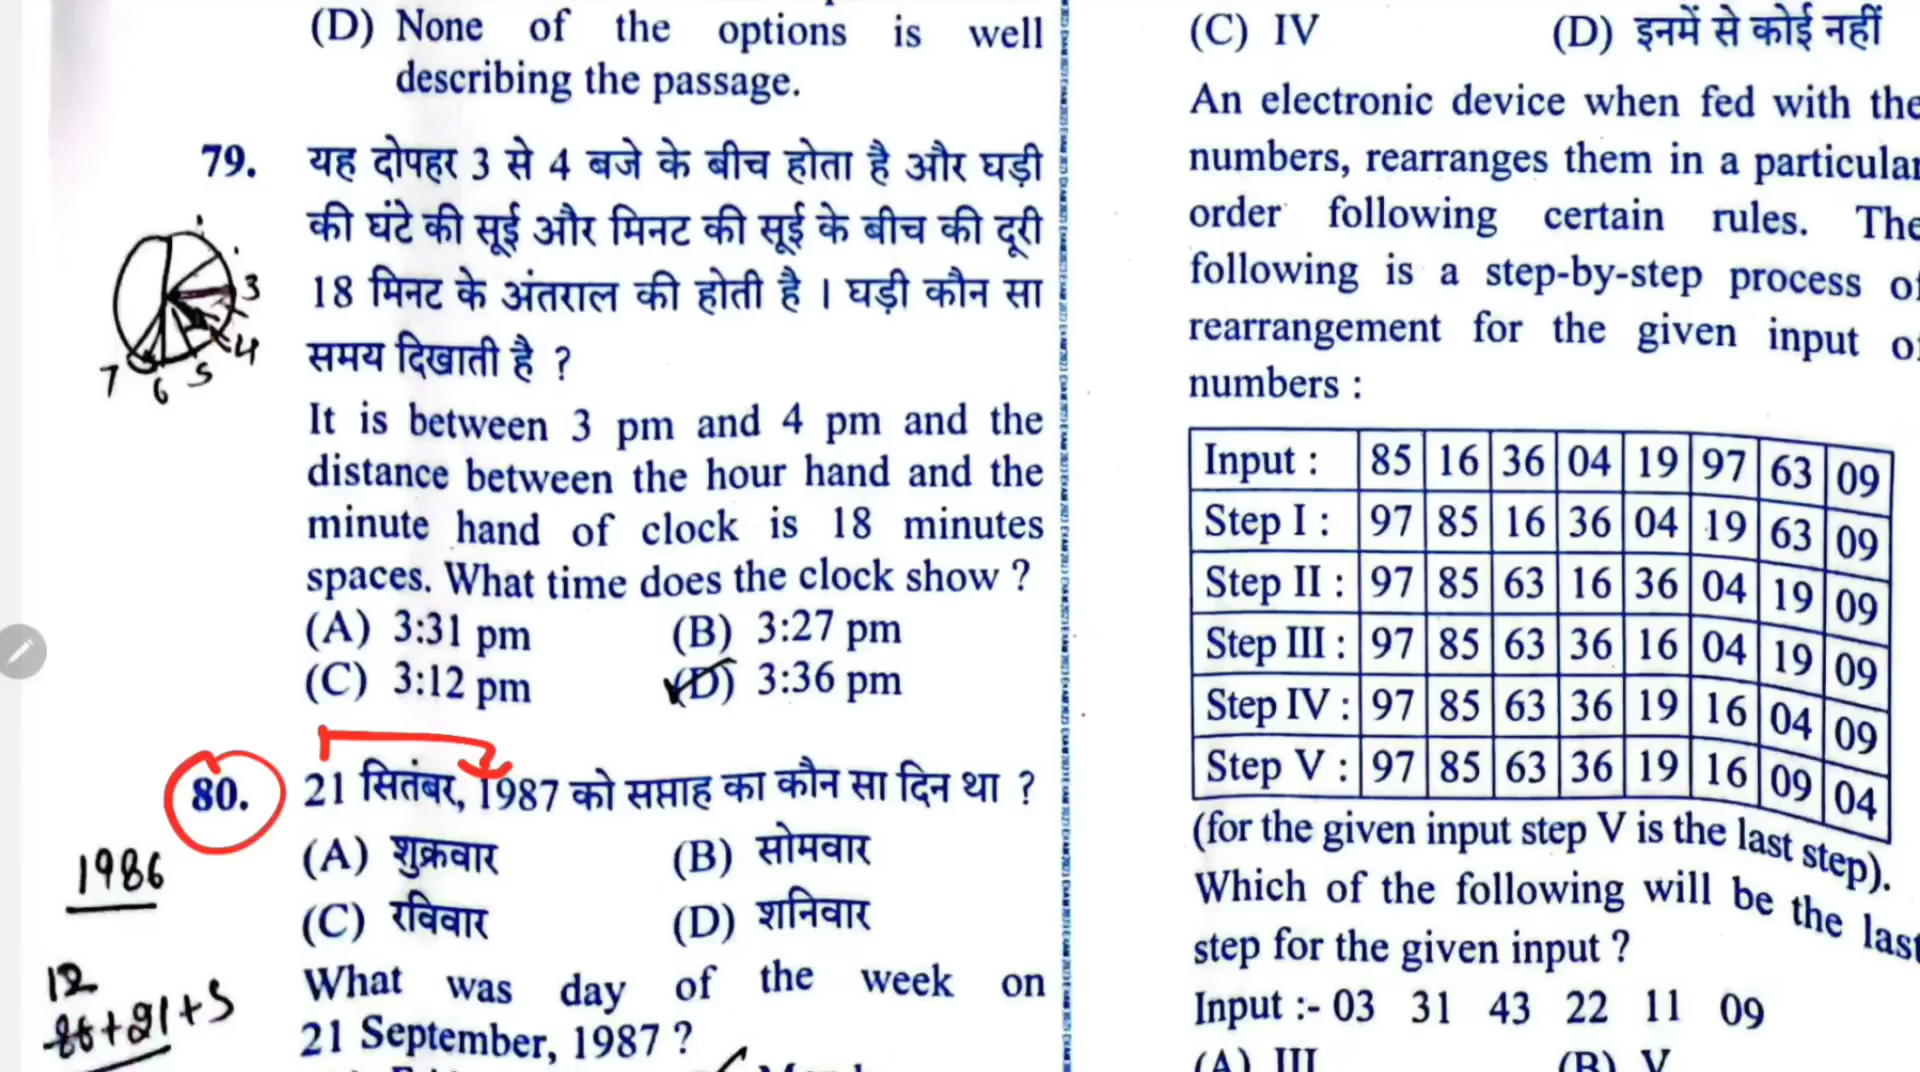 (D) None of the options is well
describing the passage.
79. यह दोपहर 3 से 4 बजे के बीच होता है और घड़ी
की घंटे की सूई और मिनट की सूई के बीच की दूरी
18 मिनट के अंतराल की होती है । घड़ी कौन सा
समय दिखाती है ?
It is between 3 pm and 4 pm and the
distance between the hour hand and the
minute hand of clock is 18 minutes
spaces. What time does the clock show ?
(A) 3:31 pm (B) 3:27 pm
(C) 3:12 pm (D) 3:36 pm
3
4
5
6
7
80. 21 सितंबर, 1987 को सप्ताह का कौन सा दिन था ?
(A) शुक्रवार (B) सोमवार
(C) रविवार (D) शनिवार
What was day of the week on
21 September, 1987 ?
1986
12
86+21+5
(C) IV (D) इनमें से कोई नहीं
An electronic device when fed with the
numbers, rearranges them in a particular
order following certain rules. The
following is a step-by-step process of
rearrangement for the given input of
numbers :
Input : 85 16 36 04 19 97 63 09
Step I : 97 85 16 36 04 19 63 09
Step II : 97 85 63 16 36 04 19 09
Step III : 97 85 63 36 16 04 19 09
Step IV : 97 85 63 36 19 16 04 09
Step V : 97 85 63 36 19 16 09 04
(for the given input step V is the last step).
Which of the following will be the last
step for the given input ?
Input :- 03 31 43 22 11 09
(A) III (B) V